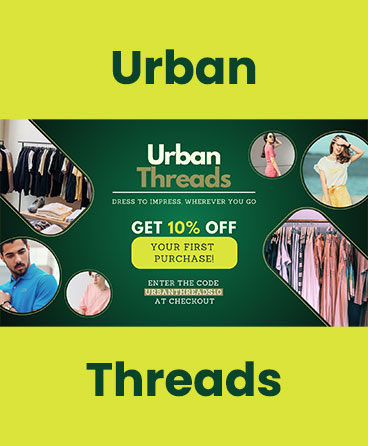 Urban
Urban
Threads
DRESS TO IMPRESS, WHEREVER YOU GO
GET 10% OFF
YOUR FIRST
PURCHASE!
ENTER THE CODE
URBANTHREADS10
AT CHECKOUT
Threads